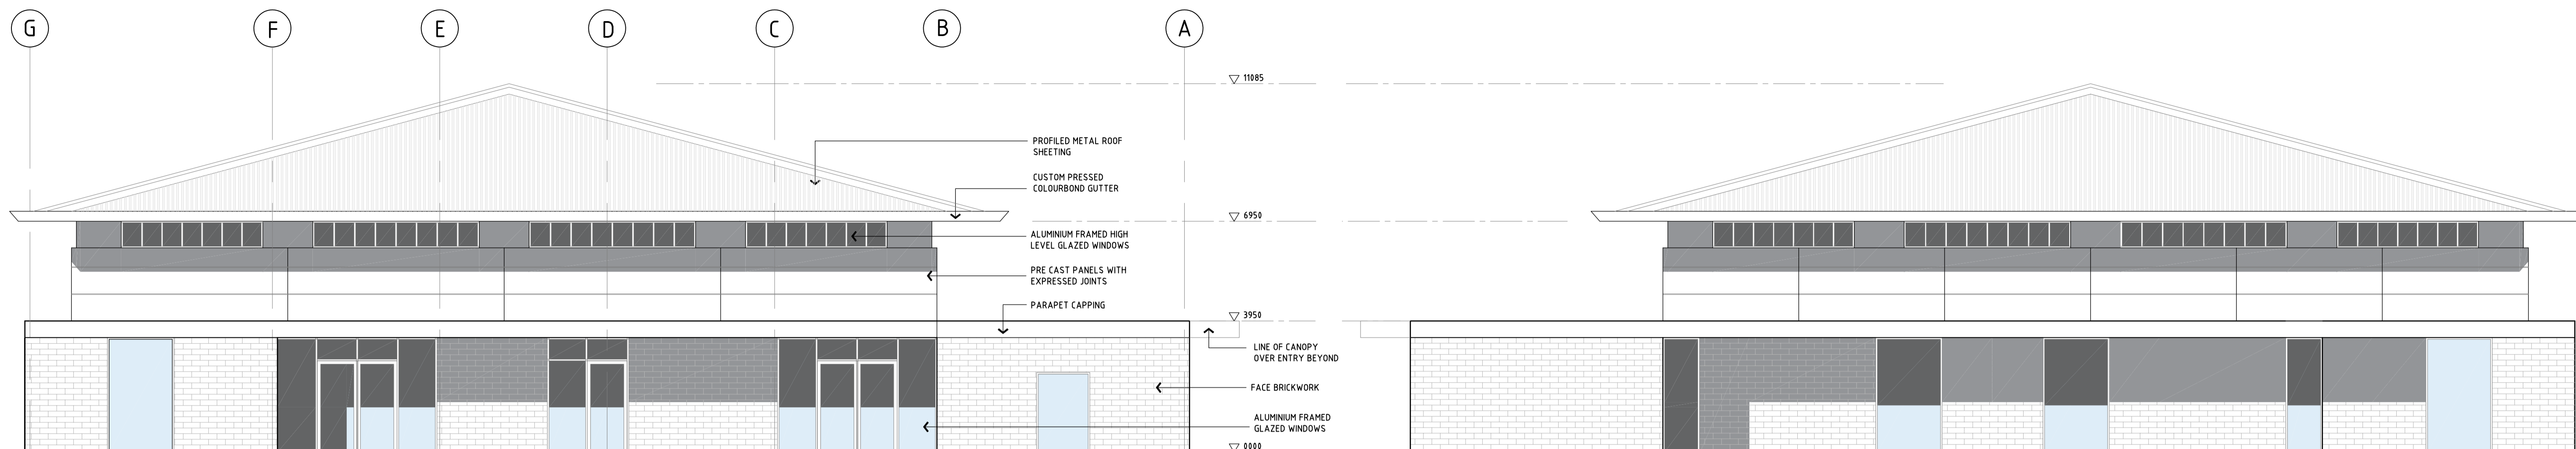 G F E D C B A
11085
PROFILED METAL ROOF
SHEETING
CUSTOM PRESSED
COLOURBOND GUTTER
6950
ALUMINIUM FRAMED HIGH
LEVEL GLAZED WINDOWS
PRE CAST PANELS WITH
EXPRESSED JOINTS
PARAPET CAPPING
3950
LINE OF CANOPY
OVER ENTRY BEYOND
FACE BRICKWORK
ALUMINIUM FRAMED
GLAZED WINDOWS
0000